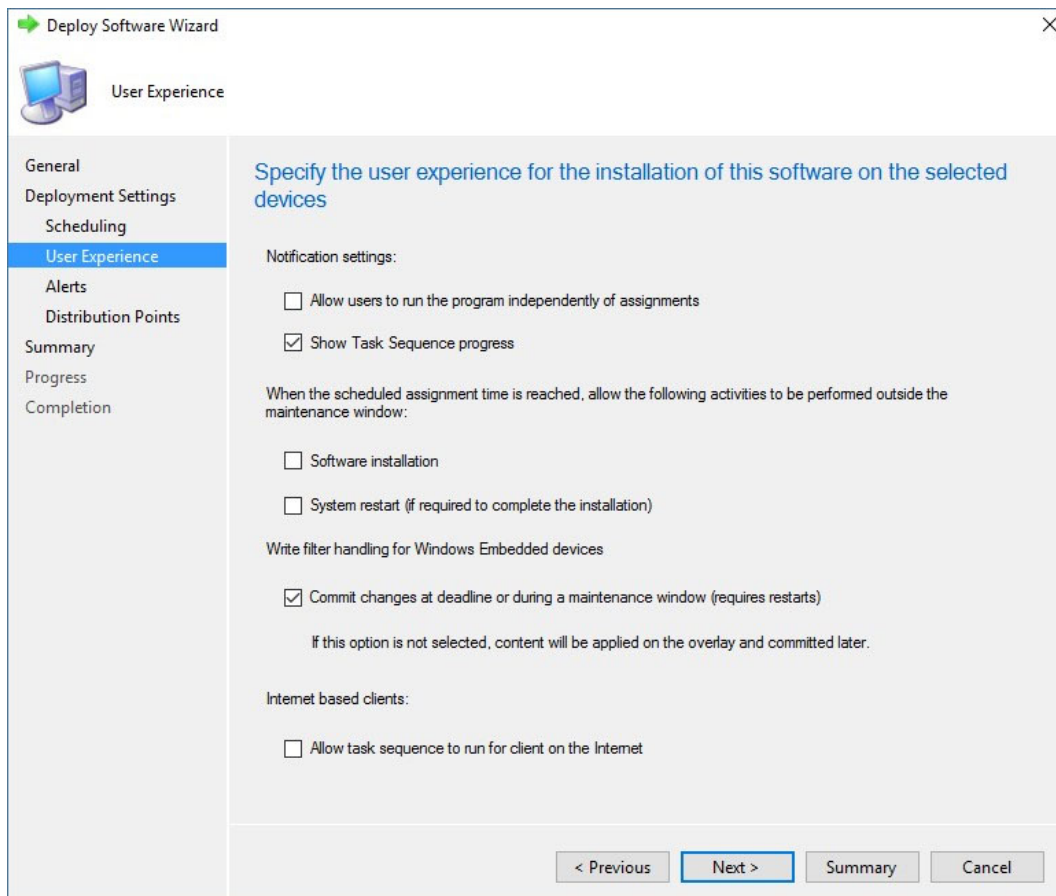 Deploy Software Wizard
User Experience
General
Deployment Settings
Scheduling
User Experience
Alerts
Distribution Points
Summary
Progress
Completion
Specify the user experience for the installation of this software on the selected
devices
Notification settings:
Allow users to run the program independently of assignments
Show Task Sequence progress
When the scheduled assignment time is reached, allow the following activities to be performed outside the
maintenance window:
Software installation
System restart (if required to complete the installation)
Write filter handling for Windows Embedded devices
Commit changes at deadline or during a maintenance window (requires restarts)
If this option is not selected, content will be applied on the overlay and committed later.
Internet based clients:
Allow task sequence to run for client on the Internet
< Previous
Next >
Summary
Cancel